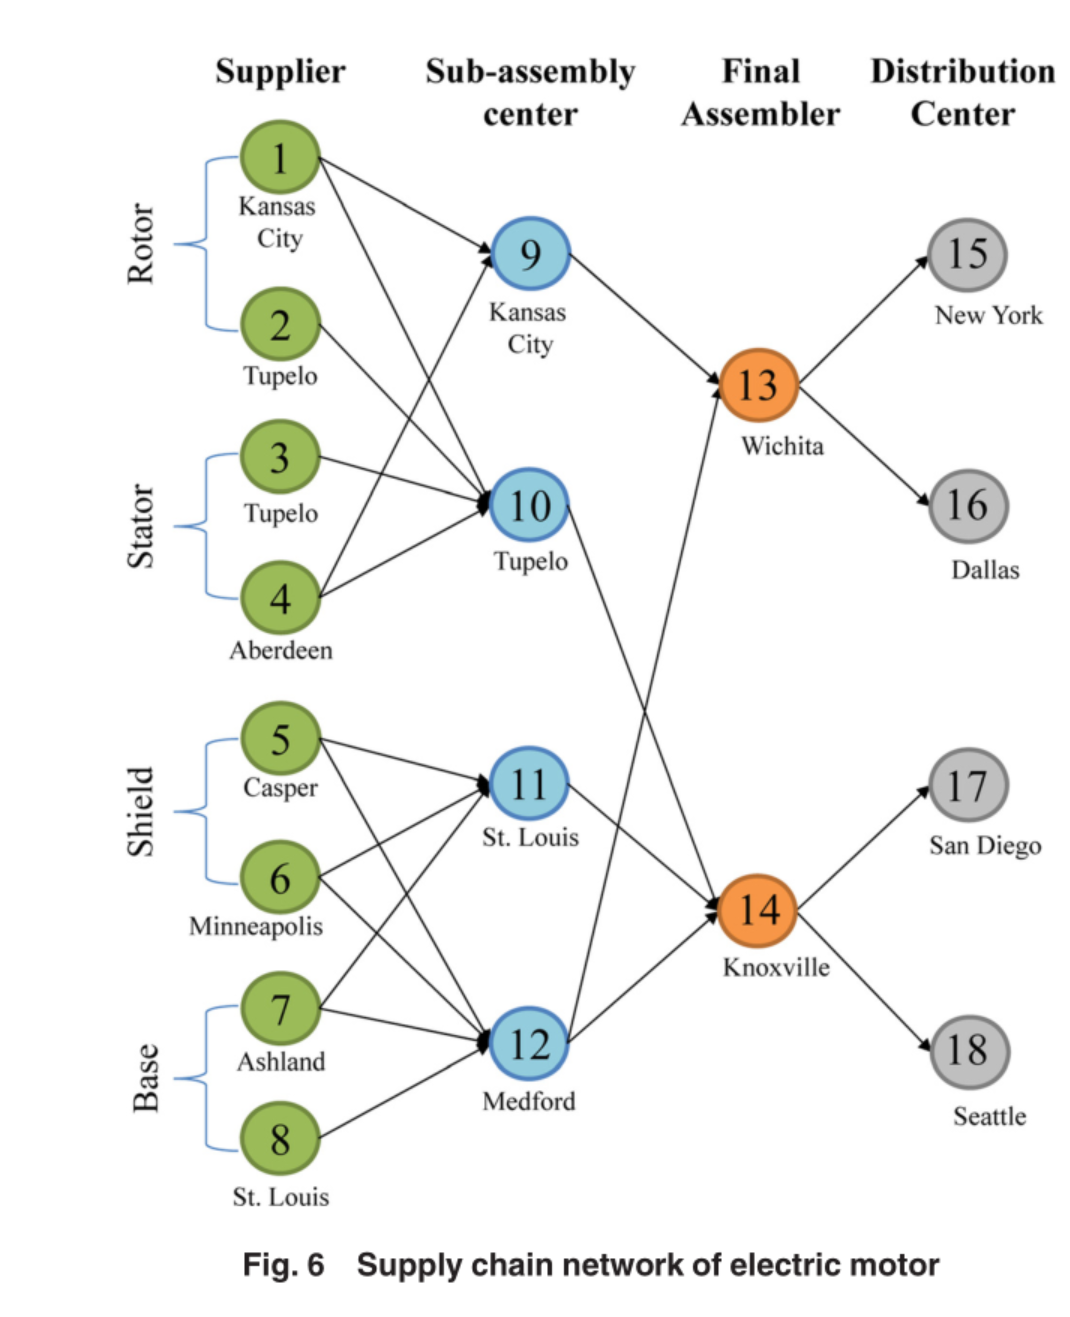 Supplier
Sub-assembly
center
Final
Assembler
Distribution
Center
Rotor
1
Kansas
City
2
Tupelo
Stator
3
Tupelo
4
Aberdeen
Shield
5
Casper
6
Minneapolis
Base
7
Ashland
8
St. Louis
9
Kansas
City
10
Tupelo
11
St. Louis
12
Medford
13
Wichita
14
Knoxville
15
New York
16
Dallas
17
San Diego
18
Seattle
Fig. 6 Supply chain network of electric motor